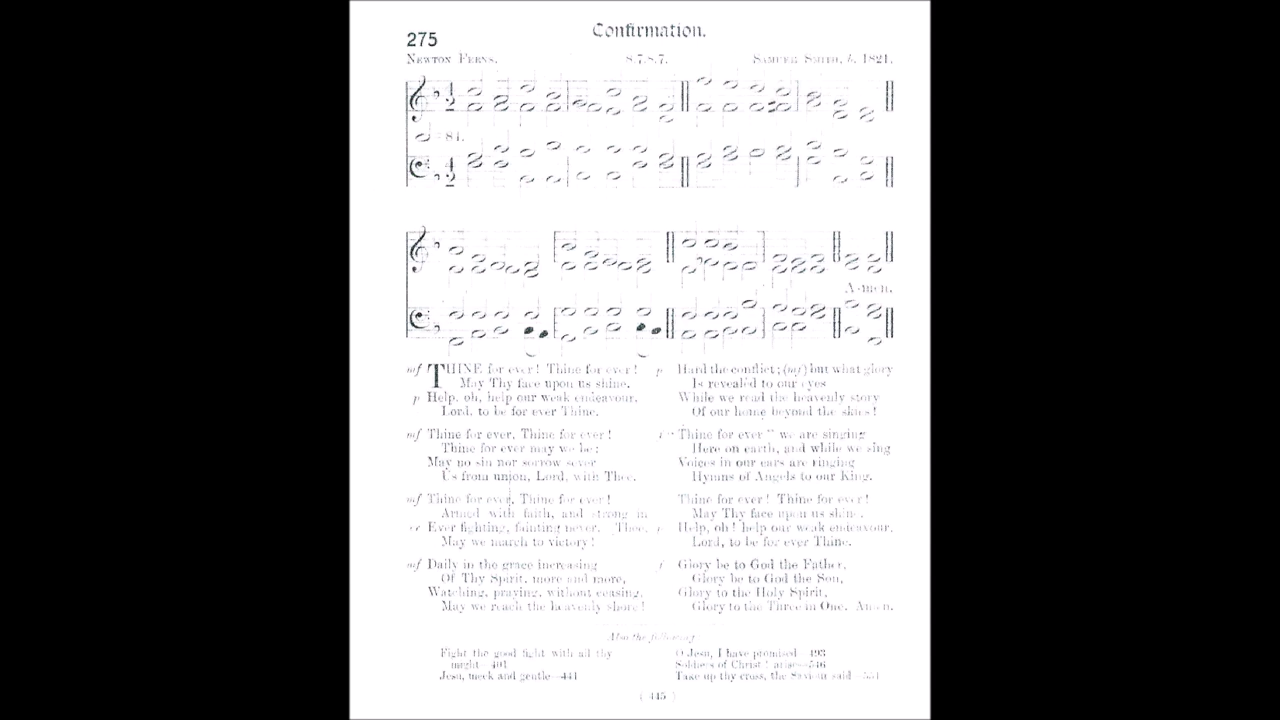 Confirmation.
275
NEWTON FERNS.
8.7.8.7.
SAMUEL SMITH, b. 1821.
= 84.
A-men.
mf THINE for ever! Thine for ever!
May Thy face upon us shine,
p Help, oh, help our weak endeavour,
Lord, to be for ever Thine.
mf Thine for ever, Thine for ever!
Thine for ever may we be;
May no sin nor sorrow sever
Us from union, Lord, with Thee.
mf Thine for ever, Thine for ever!
Armed with faith, and strong in
Ever fighting, fainting never, [Thee,
May we march to victory!
mf Daily in the grace increasing
Of Thy Spirit, more and more,
Watching, praying, without ceasing,
May we reach the heavenly shore!
p Hard the conflict; (mf) but what glory
Is revealèd to our eyes
While we read the heavenly story
Of our home beyond the skies!
Thine for ever" we are singing
Here on earth, and while we sing
Voices in our ears are ringing
Hymns of Angels to our King.
Thine for ever! Thine for ever!
May Thy face upon us shine,
p Help, oh! help our weak endeavour,
Lord, to be for ever Thine.
f Glory be to God the Father,
Glory be to God the Son,
Glory to the Holy Spirit,
Glory to the Three in One. Amen.
Also the following:
Fight the good fight with all thy
might—401
Jesu, meek and gentle—441
O Jesu, I have promised—493
Soldiers of Christ! arise—546
Take up thy cross, the Saviour said—551
( 445 )